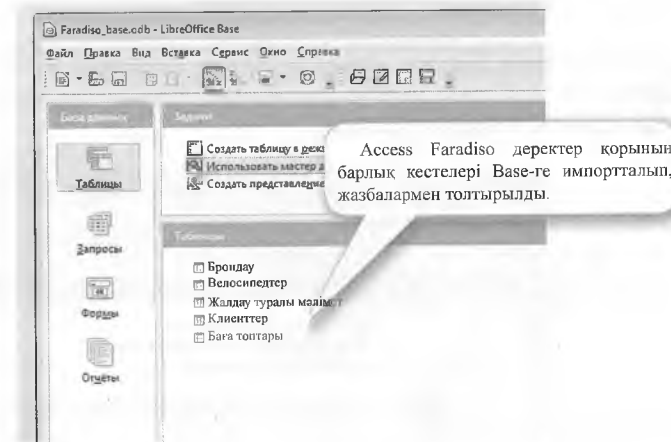 Faradiso_base.odb - LibreOffice Base
Файл Правка Вид Вставка Сервис Окно Справка
База данных
Задачи
Создать таблицу в режи
Использовать мастер д
Создать представление
Access Faradiso деректер қорының
барлық кестелері Base-ге импортталып,
жазбалармен толтырылды.
Таблицы
Запросы
Формы
Отчёты
Таблицы
Брондау
Велосипедтер
Жалдау туралы мәлімет
Клиенттер
Баға топтары